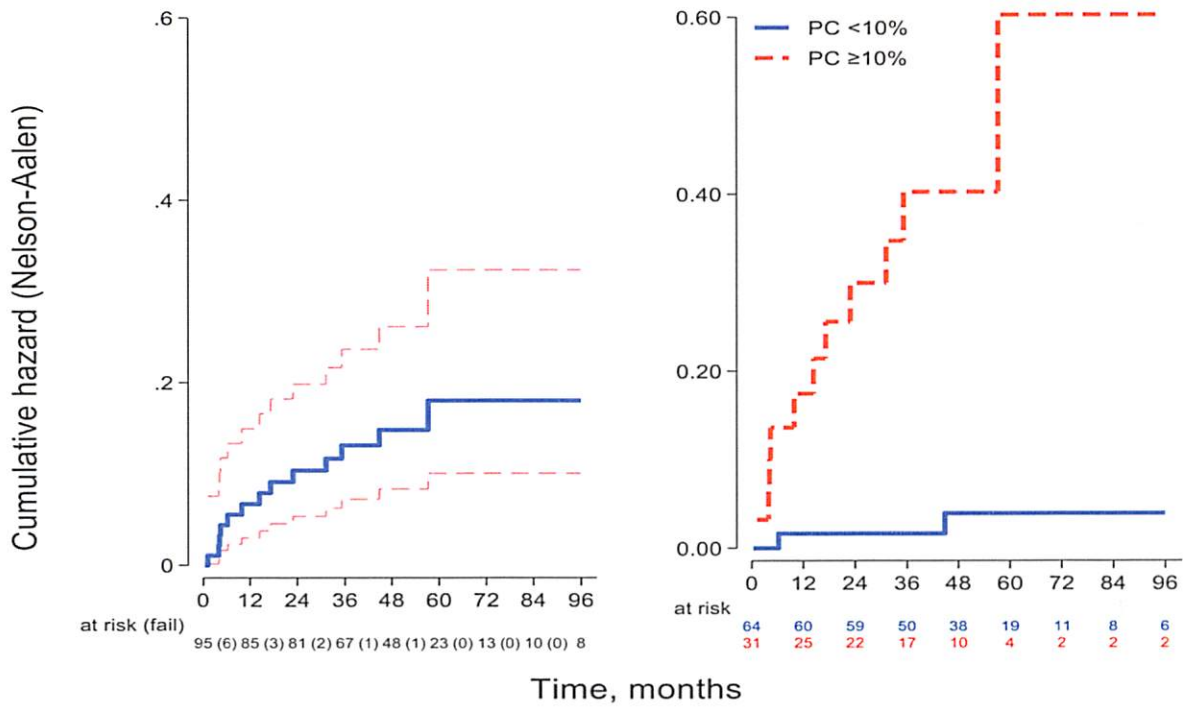 Cumulative hazard (Nelson-Aalen)
.6
.4
.2
0
0 12 24 36 48 60 72 84 96
at risk (fail)
95 (6) 85 (3) 81 (2) 67 (1) 48 (1) 23 (0) 13 (0) 10 (0) 8
0.60
0.40
0.20
0.00
PC <10%
PC ≥10%
0 12 24 36 48 60 72 84 96
at risk
64 60 59 50 38 19 11 8 6
31 25 22 17 10 4 2 2 2
Time, months